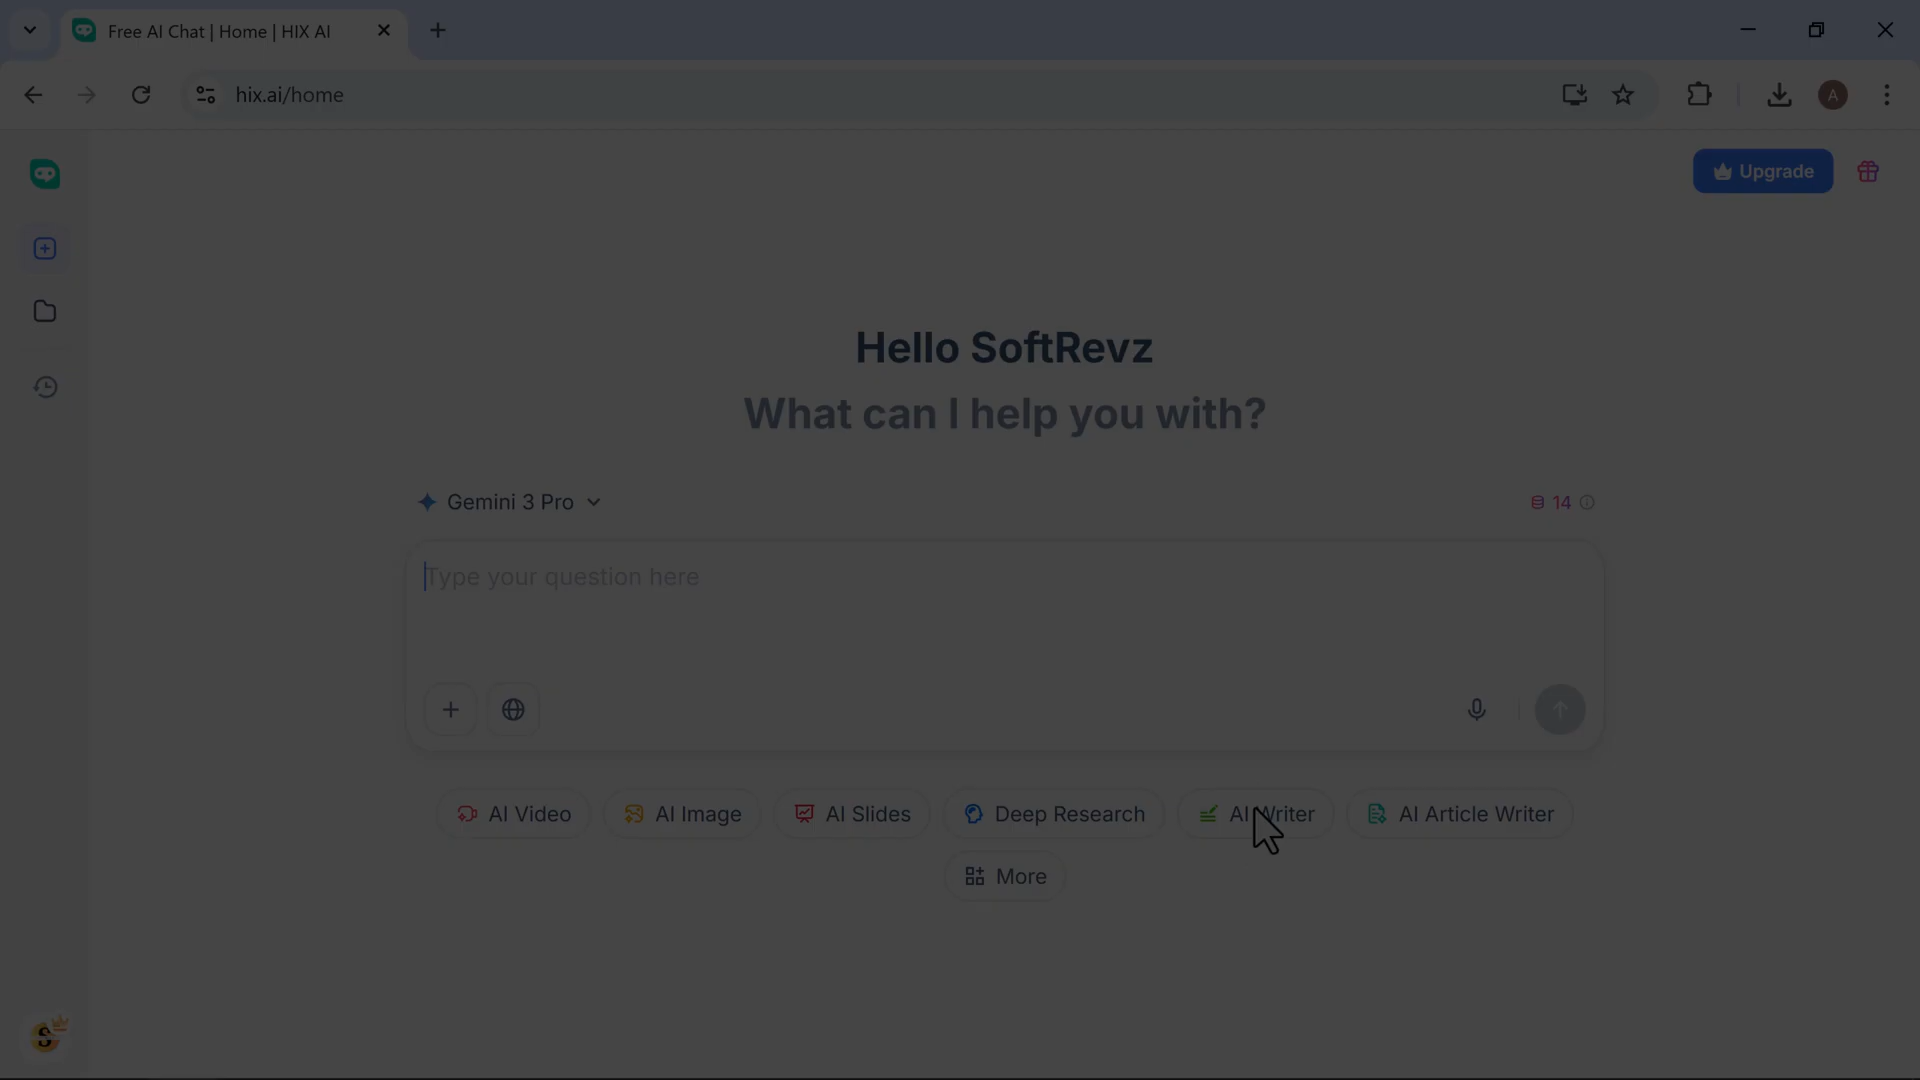 Free AI Chat | Home | HIX AI
hix.ai/home
A
Upgrade
Hello SoftRevz
What can I help you with?
Gemini 3 Pro
14
Type your question here
AI Video
AI Image
AI Slides
Deep Research
AI Writer
AI Article Writer
More
S